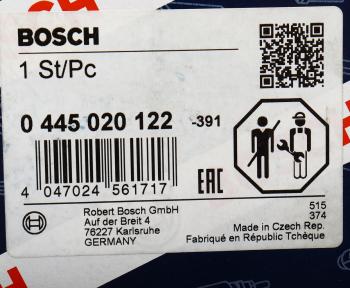 BOSCH
1 St/Pc
0 445 020 122 -391
4 047024 561717
EAC
515
374
Robert Bosch GmbH
Auf der Breit 4
76227 Karlsruhe
GERMANY
Made in Czech Rep.
Fabriqué en République Tchèque